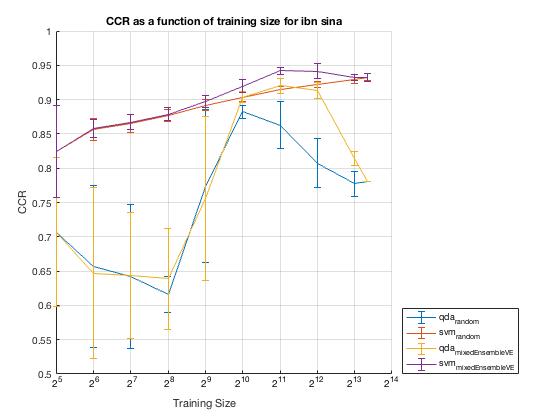 CCR as a function of training size for ibn sina
1
0.95
0.9
0.85
0.8
0.75
0.7
0.65
0.6
0.55
0.5
CCR
2^5 2^6 2^7 2^8 2^9 2^10 2^11 2^12 2^13 2^14
Training Size
qda_random
svm_random
qda_mixedEnsembleVE
svm_mixedEnsembleVE